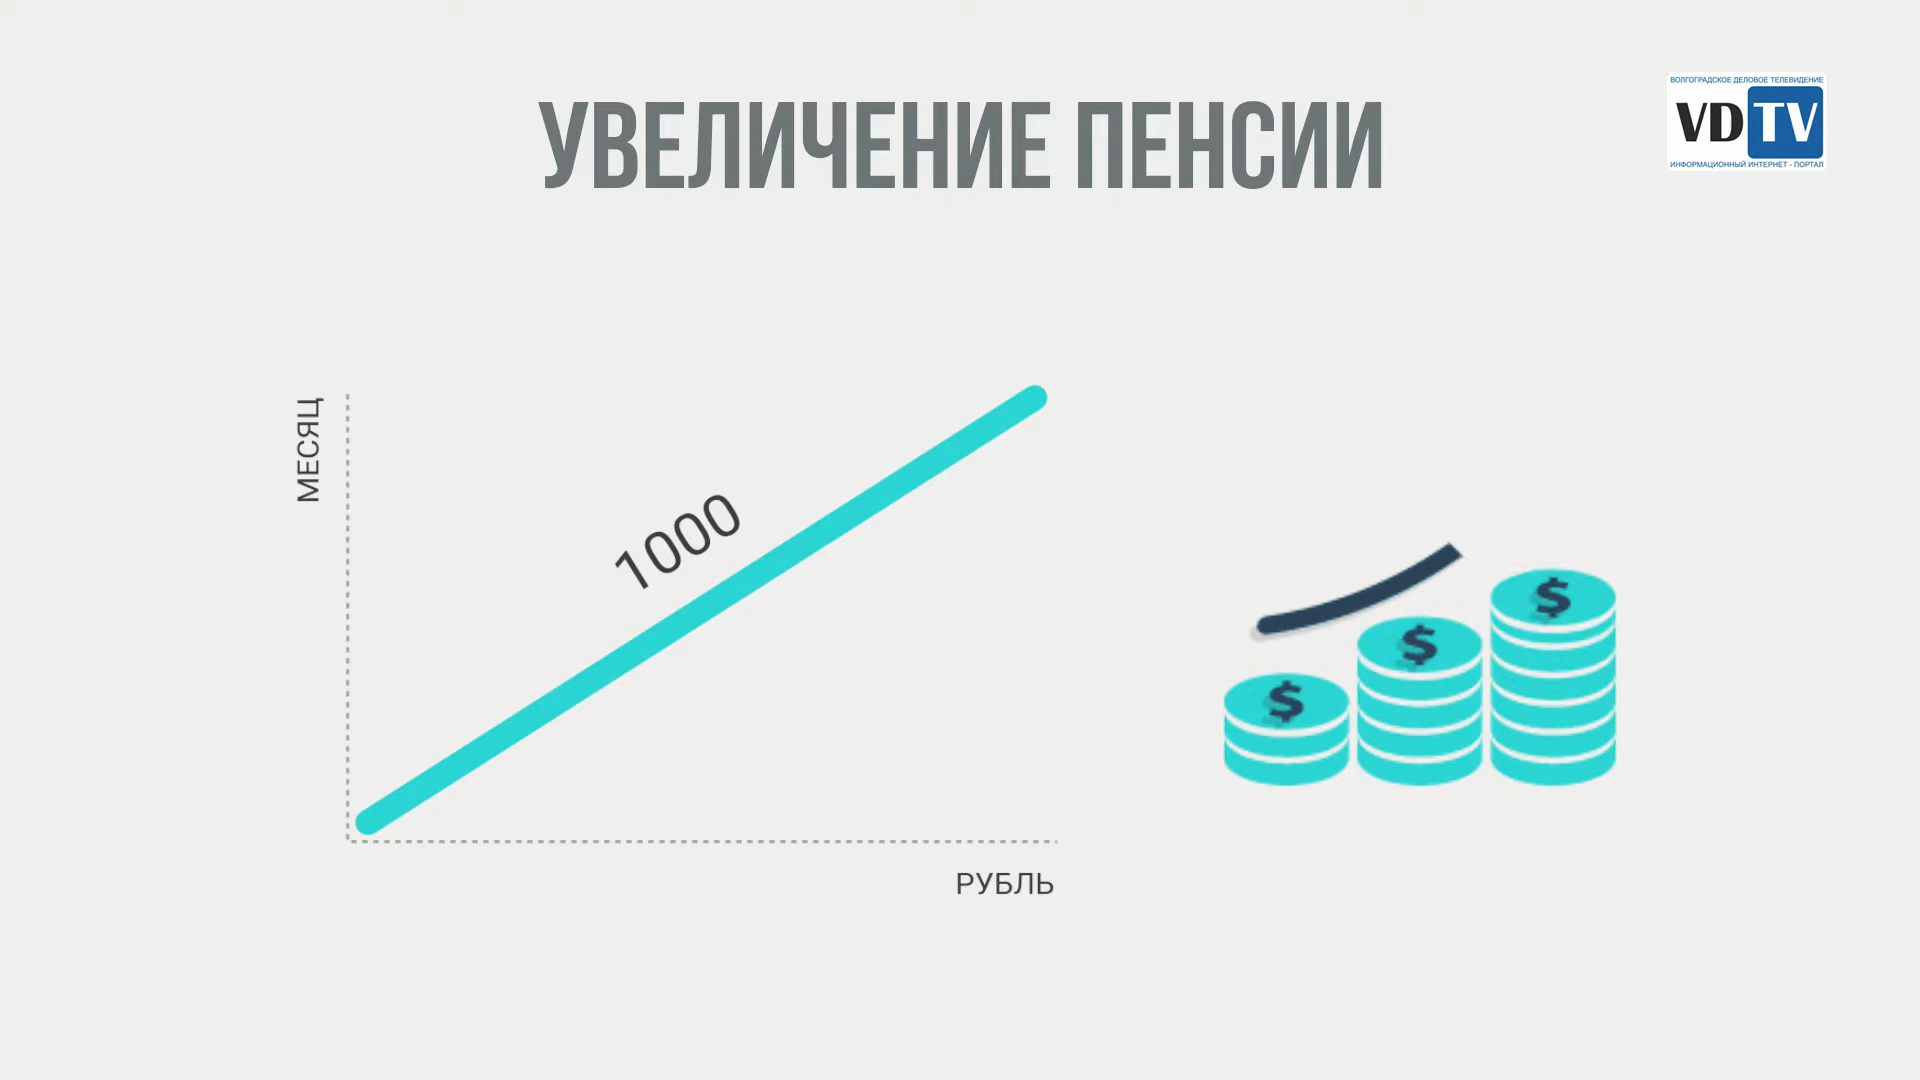 УВЕЛИЧЕНИЕ ПЕНСИИ
ВОЛГОГРАДСКОЕ ДЕЛОВОЕ ТЕЛЕВИДЕНИЕ
VDTV
ИНФОРМАЦИОННЫЙ ИНТЕРНЕТ - ПОРТАЛ
МЕСЯЦ
1000
$
$
$
РУБЛЬ